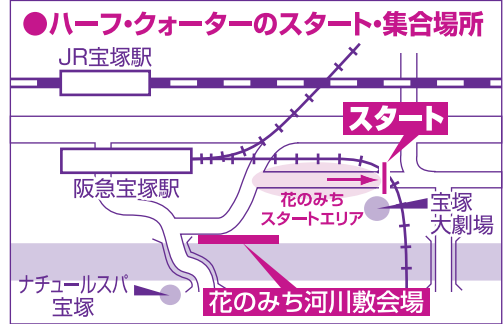 ●ハーフ・クォーターのスタート・集合場所
JR宝塚駅
スタート
阪急宝塚駅
花のみち
スタートエリア
宝塚
大劇場
ナチュールスパ
宝塚
花のみち河川敷会場